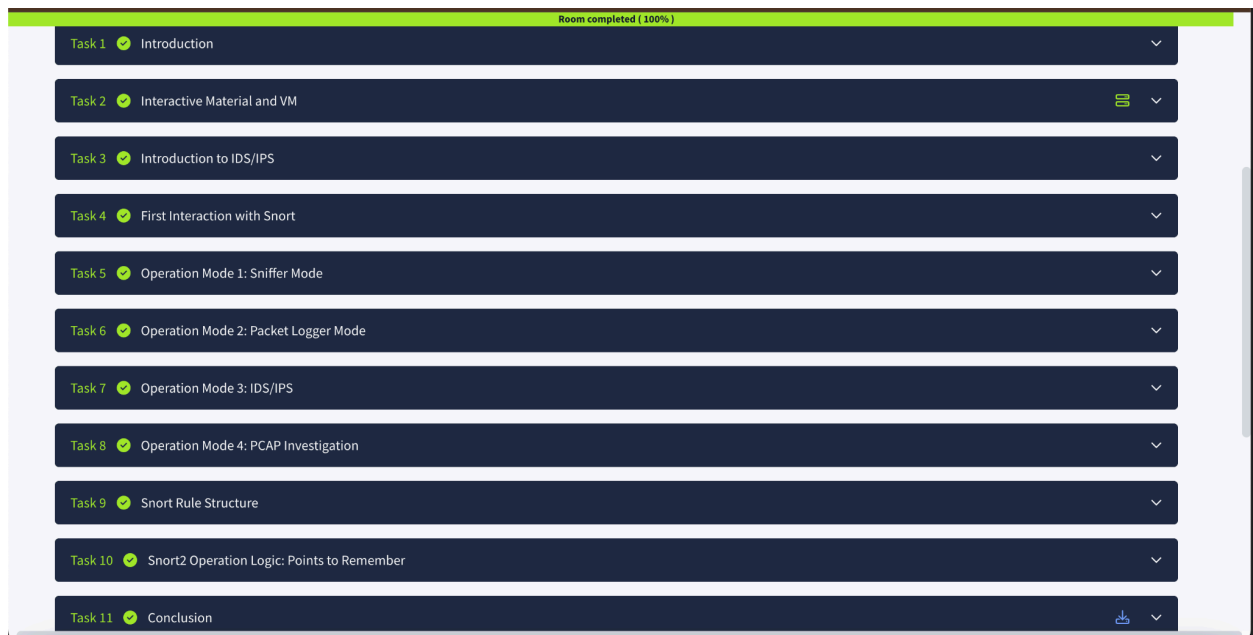 Room completed ( 100% )
Task 1 Introduction
Task 2 Interactive Material and VM
Task 3 Introduction to IDS/IPS
Task 4 First Interaction with Snort
Task 5 Operation Mode 1: Sniffer Mode
Task 6 Operation Mode 2: Packet Logger Mode
Task 7 Operation Mode 3: IDS/IPS
Task 8 Operation Mode 4: PCAP Investigation
Task 9 Snort Rule Structure
Task 10 Snort2 Operation Logic: Points to Remember
Task 11 Conclusion